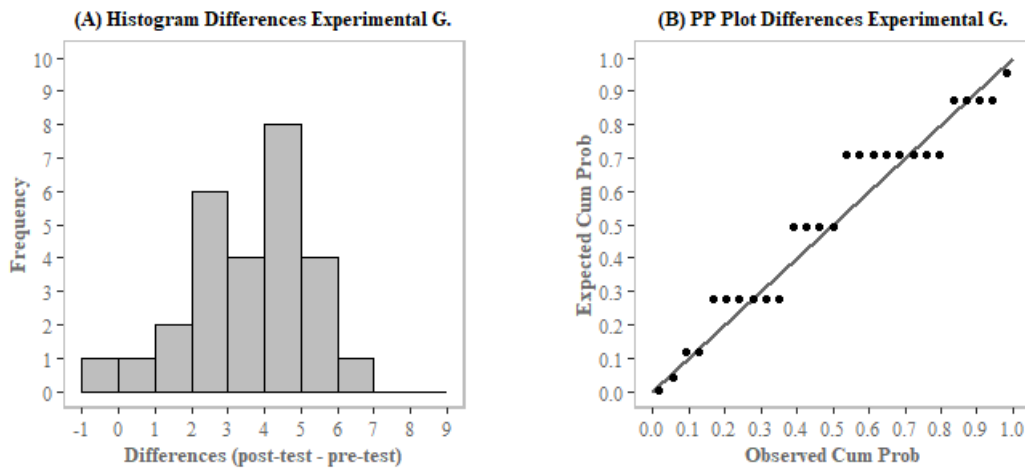 (A) Histogram Differences Experimental G.
10
9
8
7
6
5
4
3
2
1
0
Frequency
-1 0 1 2 3 4 5 6 7 8 9
Differences (post-test - pre-test)
(B) PP Plot Differences Experimental G.
1.0
0.9
0.8
0.7
0.6
0.5
0.4
0.3
0.2
0.1
0.0
Expected Cum Prob
0.0 0.1 0.2 0.3 0.4 0.5 0.6 0.7 0.8 0.9 1.0
Observed Cum Prob